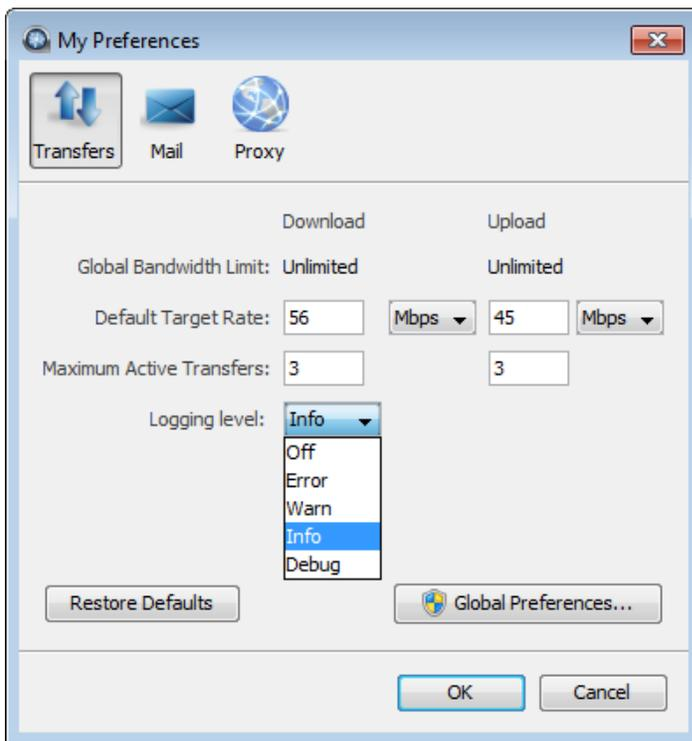 My Preferences
Transfers Mail Proxy
Download Upload
Global Bandwidth Limit: Unlimited Unlimited
Default Target Rate: 56 Mbps 45 Mbps
Maximum Active Transfers: 3 3
Logging level: Info
Off
Error
Warn
Info
Debug
Restore Defaults Global Preferences...
OK Cancel